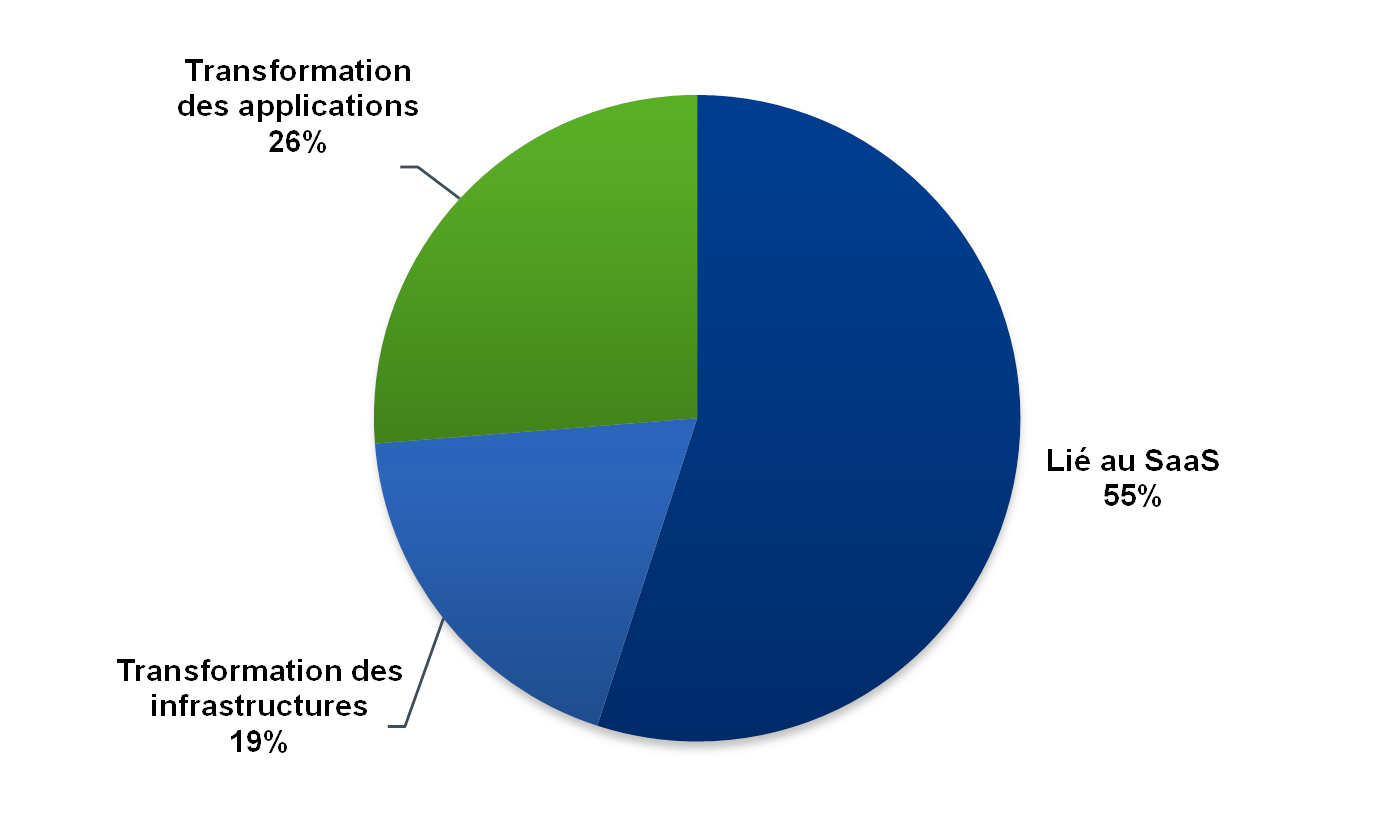 Transformation
des applications
26%
Lié au SaaS
55%
Transformation des
infrastructures
19%